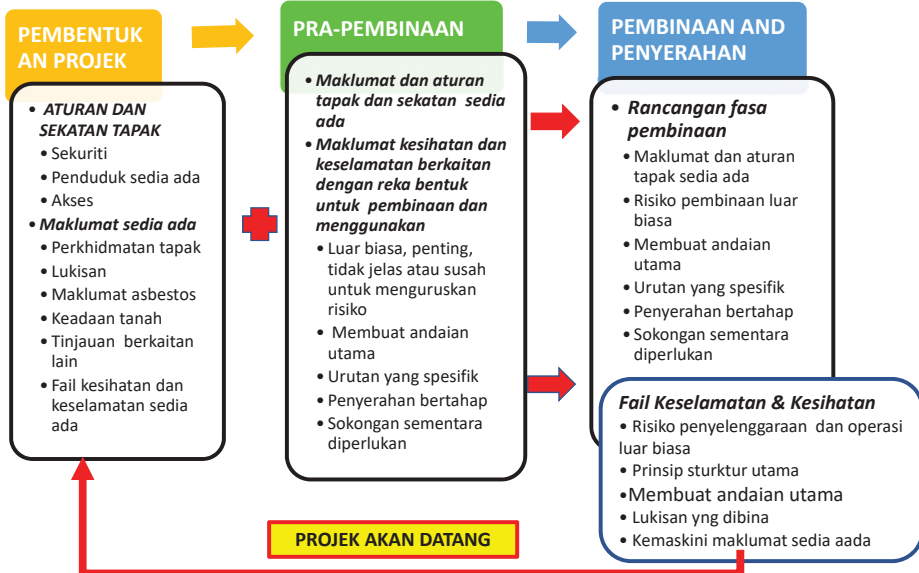 PEMBENTUK
AN PROJEK
• ATURAN DAN
SEKATAN TAPAK
• Sekuriti
• Penduduk sedia ada
• Akses
• Maklumat sedia ada
• Perkhidmatan tapak
• Lukisan
• Maklumat asbestos
• Keadaan tanah
• Tinjauan berkaitan
lain
• Fail kesihatan dan
keselamatan sedia
ada
PRA-PEMBINAAN
• Maklumat dan aturan
tapak dan sekatan sedia
ada
• Maklumat kesihatan dan
keselamatan berkaitan
dengan reka bentuk
untuk pembinaan dan
menggunakan
• Luar biasa, penting,
tidak jelas atau susah
untuk menguruskan
risiko
• Membuat andaian
utama
• Urutan yang spesifik
• Penyerahan bertahap
• Sokongan sementara
diperlukan
PEMBINAAN AND
PENYERAHAN
• Rancangan fasa
pembinaan
• Maklumat dan aturan
tapak sedia ada
• Risiko pembinaan luar
biasa
• Membuat andaian
utama
• Urutan yang spesifik
• Penyerahan bertahap
• Sokongan sementara
diperlukan
Fail Keselamatan & Kesihatan
• Risiko penyelenggaraan dan operasi
luar biasa
• Prinsip sturktur utama
• Membuat andaian utama
• Lukisan yng dibina
• Kemaskini maklumat sedia aada
PROJEK AKAN DATANG